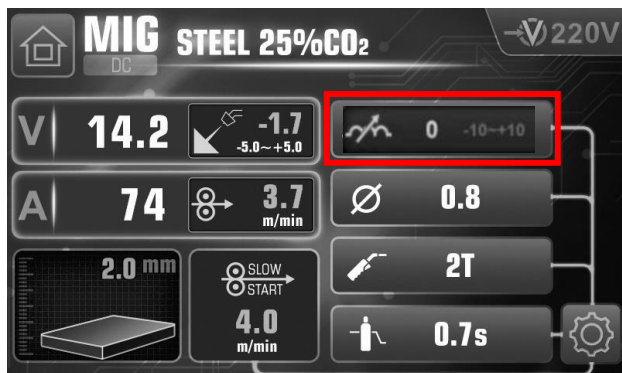 MIG STEEL 25%CO₂
DC
220V
V 14.2 -1.7
-5.0~+5.0
0 -10~+10
A 74 3.7
m/min
Ø 0.8
2.0 mm
SLOW
START
4.0
m/min
2T
0.7s